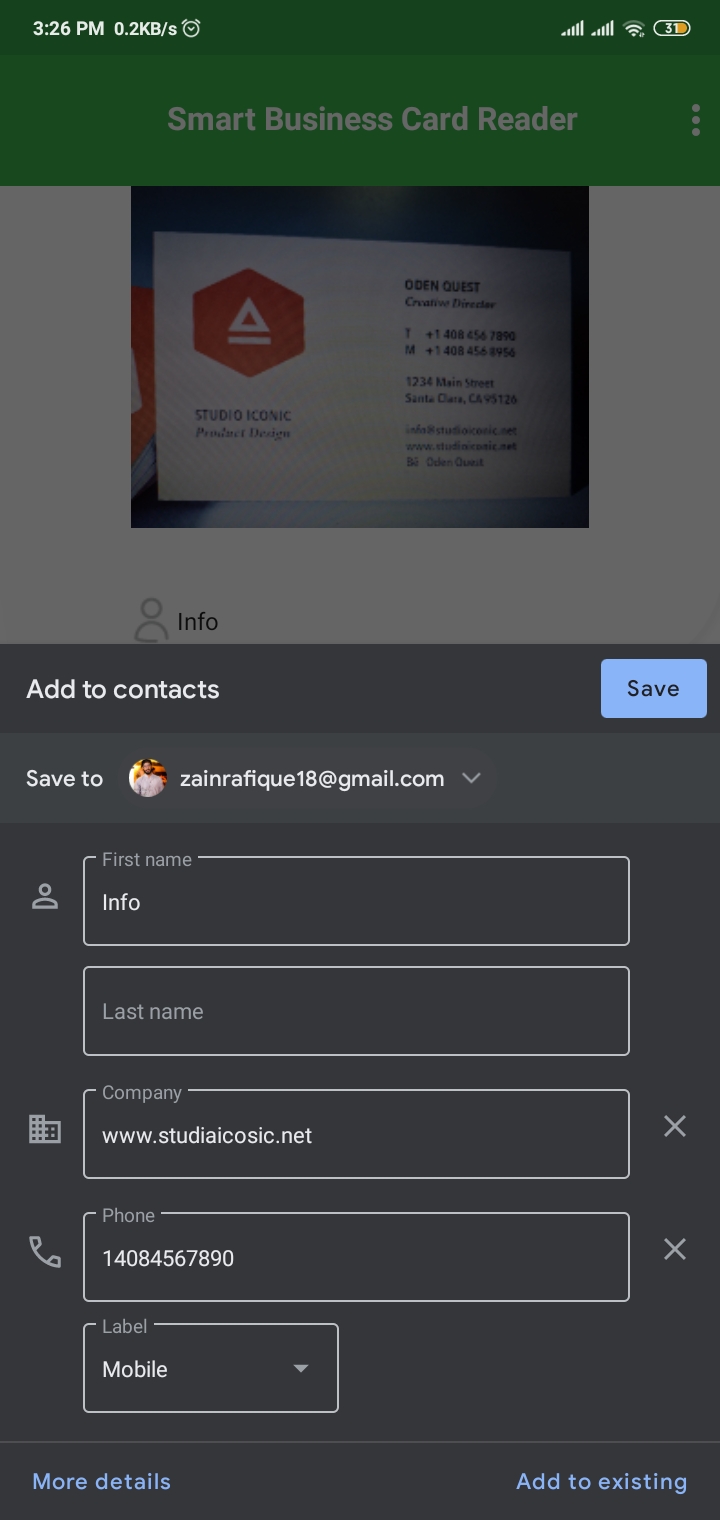 3:26 PM 0.2KB/s
31
Smart Business Card Reader
ODEN QUEST
Creative Director
T +1 408 456 7890
M +1 408 456 8956
1234 Main Street
Santa Clara, CA 95126
info@studioiconic.net
www.studioiconic.net
Bē Oden Quest
STUDIO ICONIC
Product Design
Info
Add to contacts
Save
Save to zainrafique18@gmail.com
First name
Info
Last name
Company
www.studiaicosic.net
Phone
14084567890
Label
Mobile
More details
Add to existing